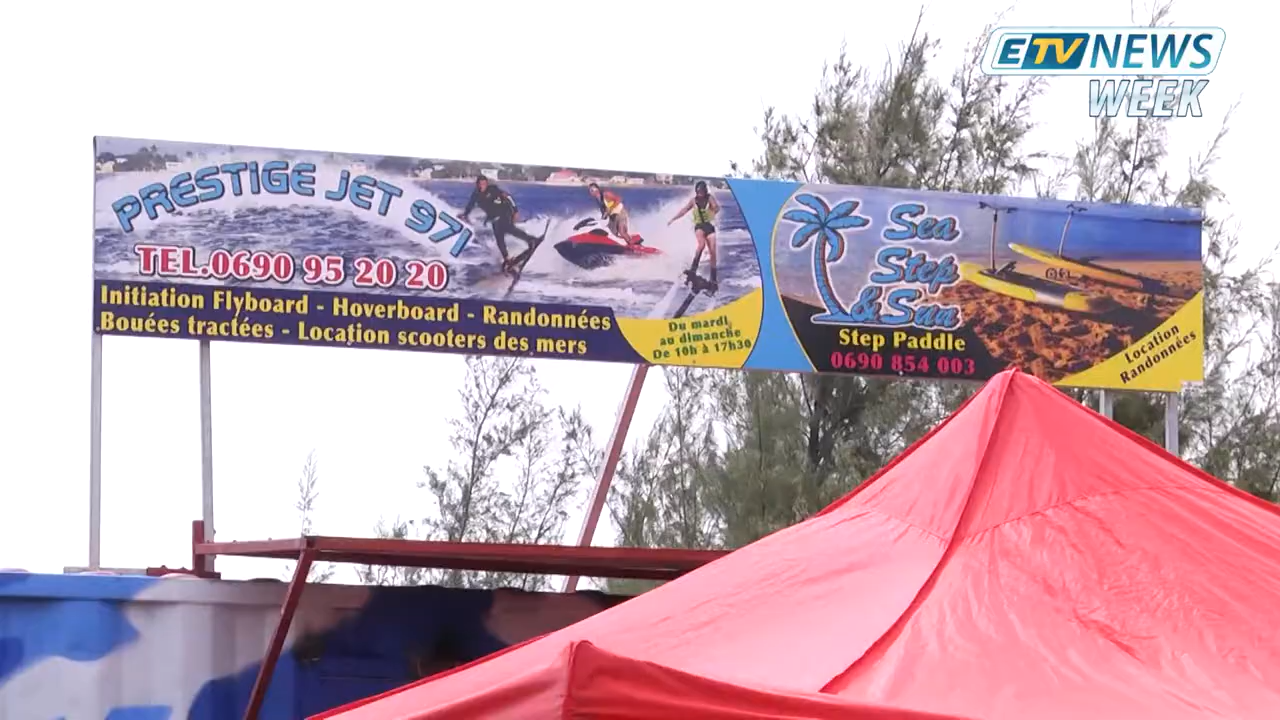 ETV NEWS
WEEK
PRESTIGE JET 971
TEL.0690 95 20 20
Initiation Flyboard - Hoverboard - Randonnées
Bouées tractées - Location scooters des mers
Du mardi
au dimanche
De 10h à 17h30
Sea
Step
& Sun
Step Paddle
0690 854 003
Location
Randonnées